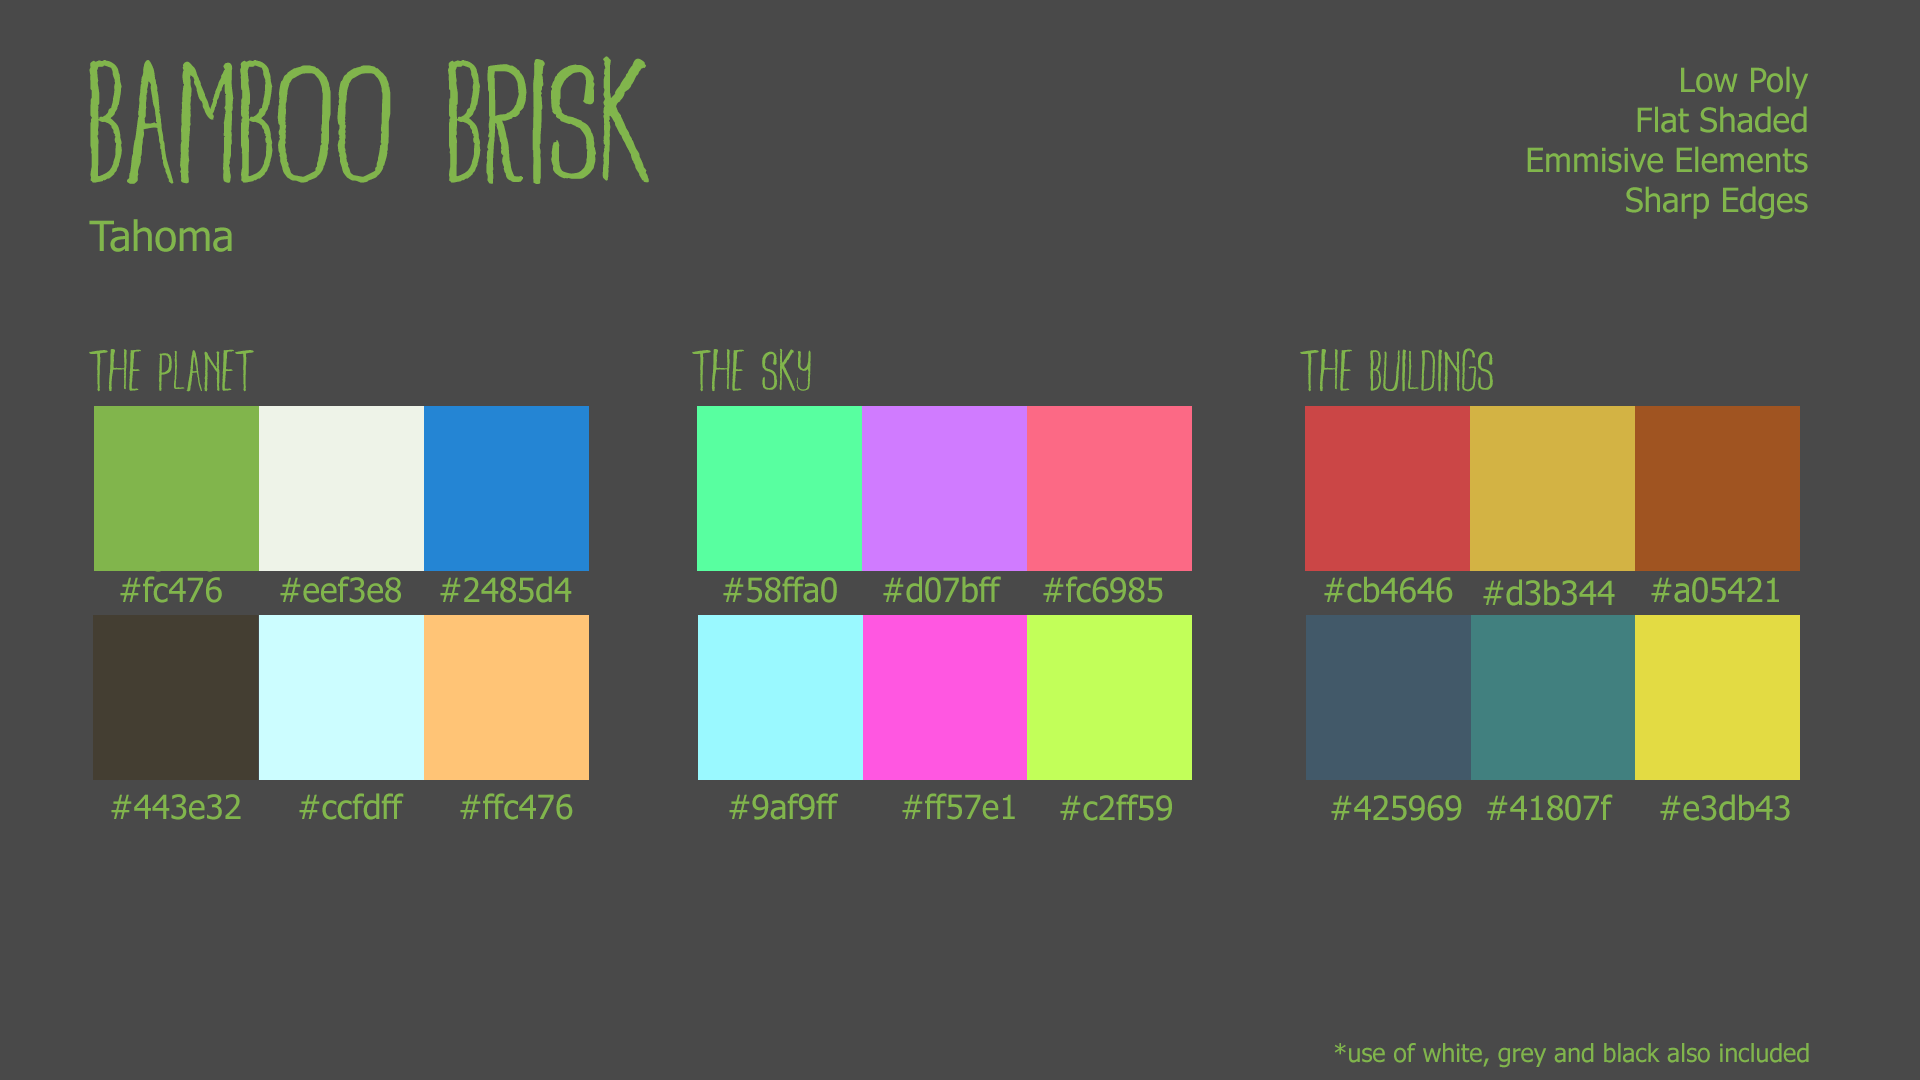 BAMBOO BRISK
Tahoma
Low Poly
Flat Shaded
Emmisive Elements
Sharp Edges
THE PLANET
#fc476 #eef3e8 #2485d4
#443e32 #ccfdff #ffc476
THE SKY
#58ffa0 #d07bff #fc6985
#9af9ff #ff57e1 #c2ff59
THE BUILDINGS
#cb4646 #d3b344 #a05421
#425969 #41807f #e3db43
*use of white, grey and black also included